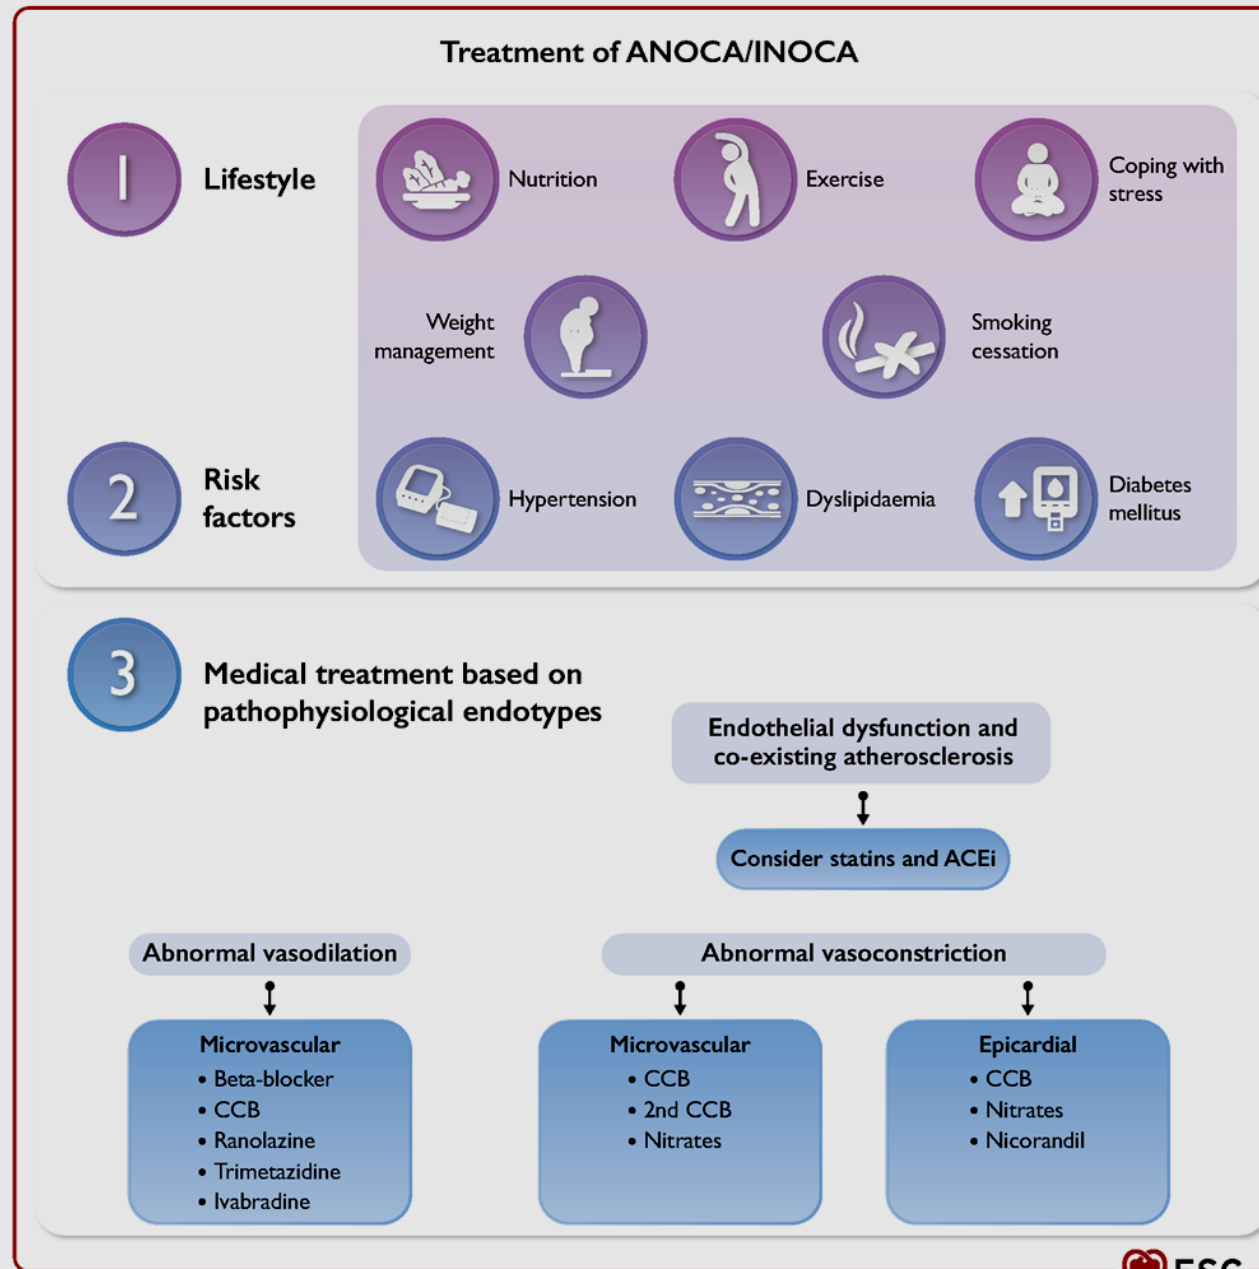 Treatment of ANOCA/INOCA
1
Lifestyle
Nutrition
Exercise
Coping with
stress
Weight
management
Smoking
cessation
2
Risk
factors
Hypertension
Dyslipidaemia
Diabetes
mellitus
3
Medical treatment based on
pathophysiological endotypes
Endothelial dysfunction and
co-existing atherosclerosis
Consider statins and ACEi
Abnormal vasodilation
Abnormal vasoconstriction
Microvascular
• Beta-blocker
• CCB
• Ranolazine
• Trimetazidine
• Ivabradine
Microvascular
• CCB
• 2nd CCB
• Nitrates
Epicardial
• CCB
• Nitrates
• Nicorandil
ESC